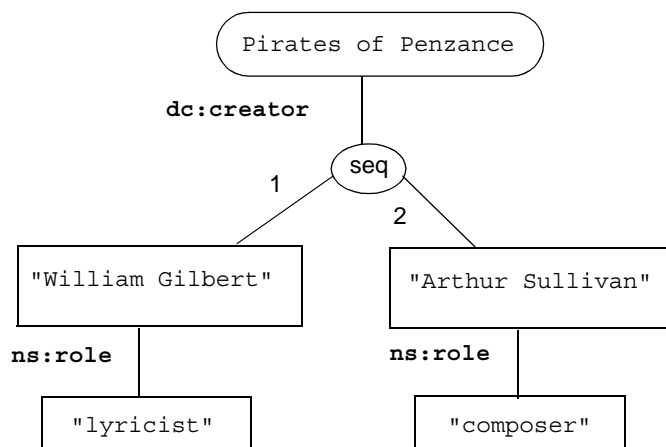 Pirates of Penzance
dc:creator
seq
1
2
"William Gilbert"
"Arthur Sullivan"
ns:role
ns:role
"lyricist"
"composer"